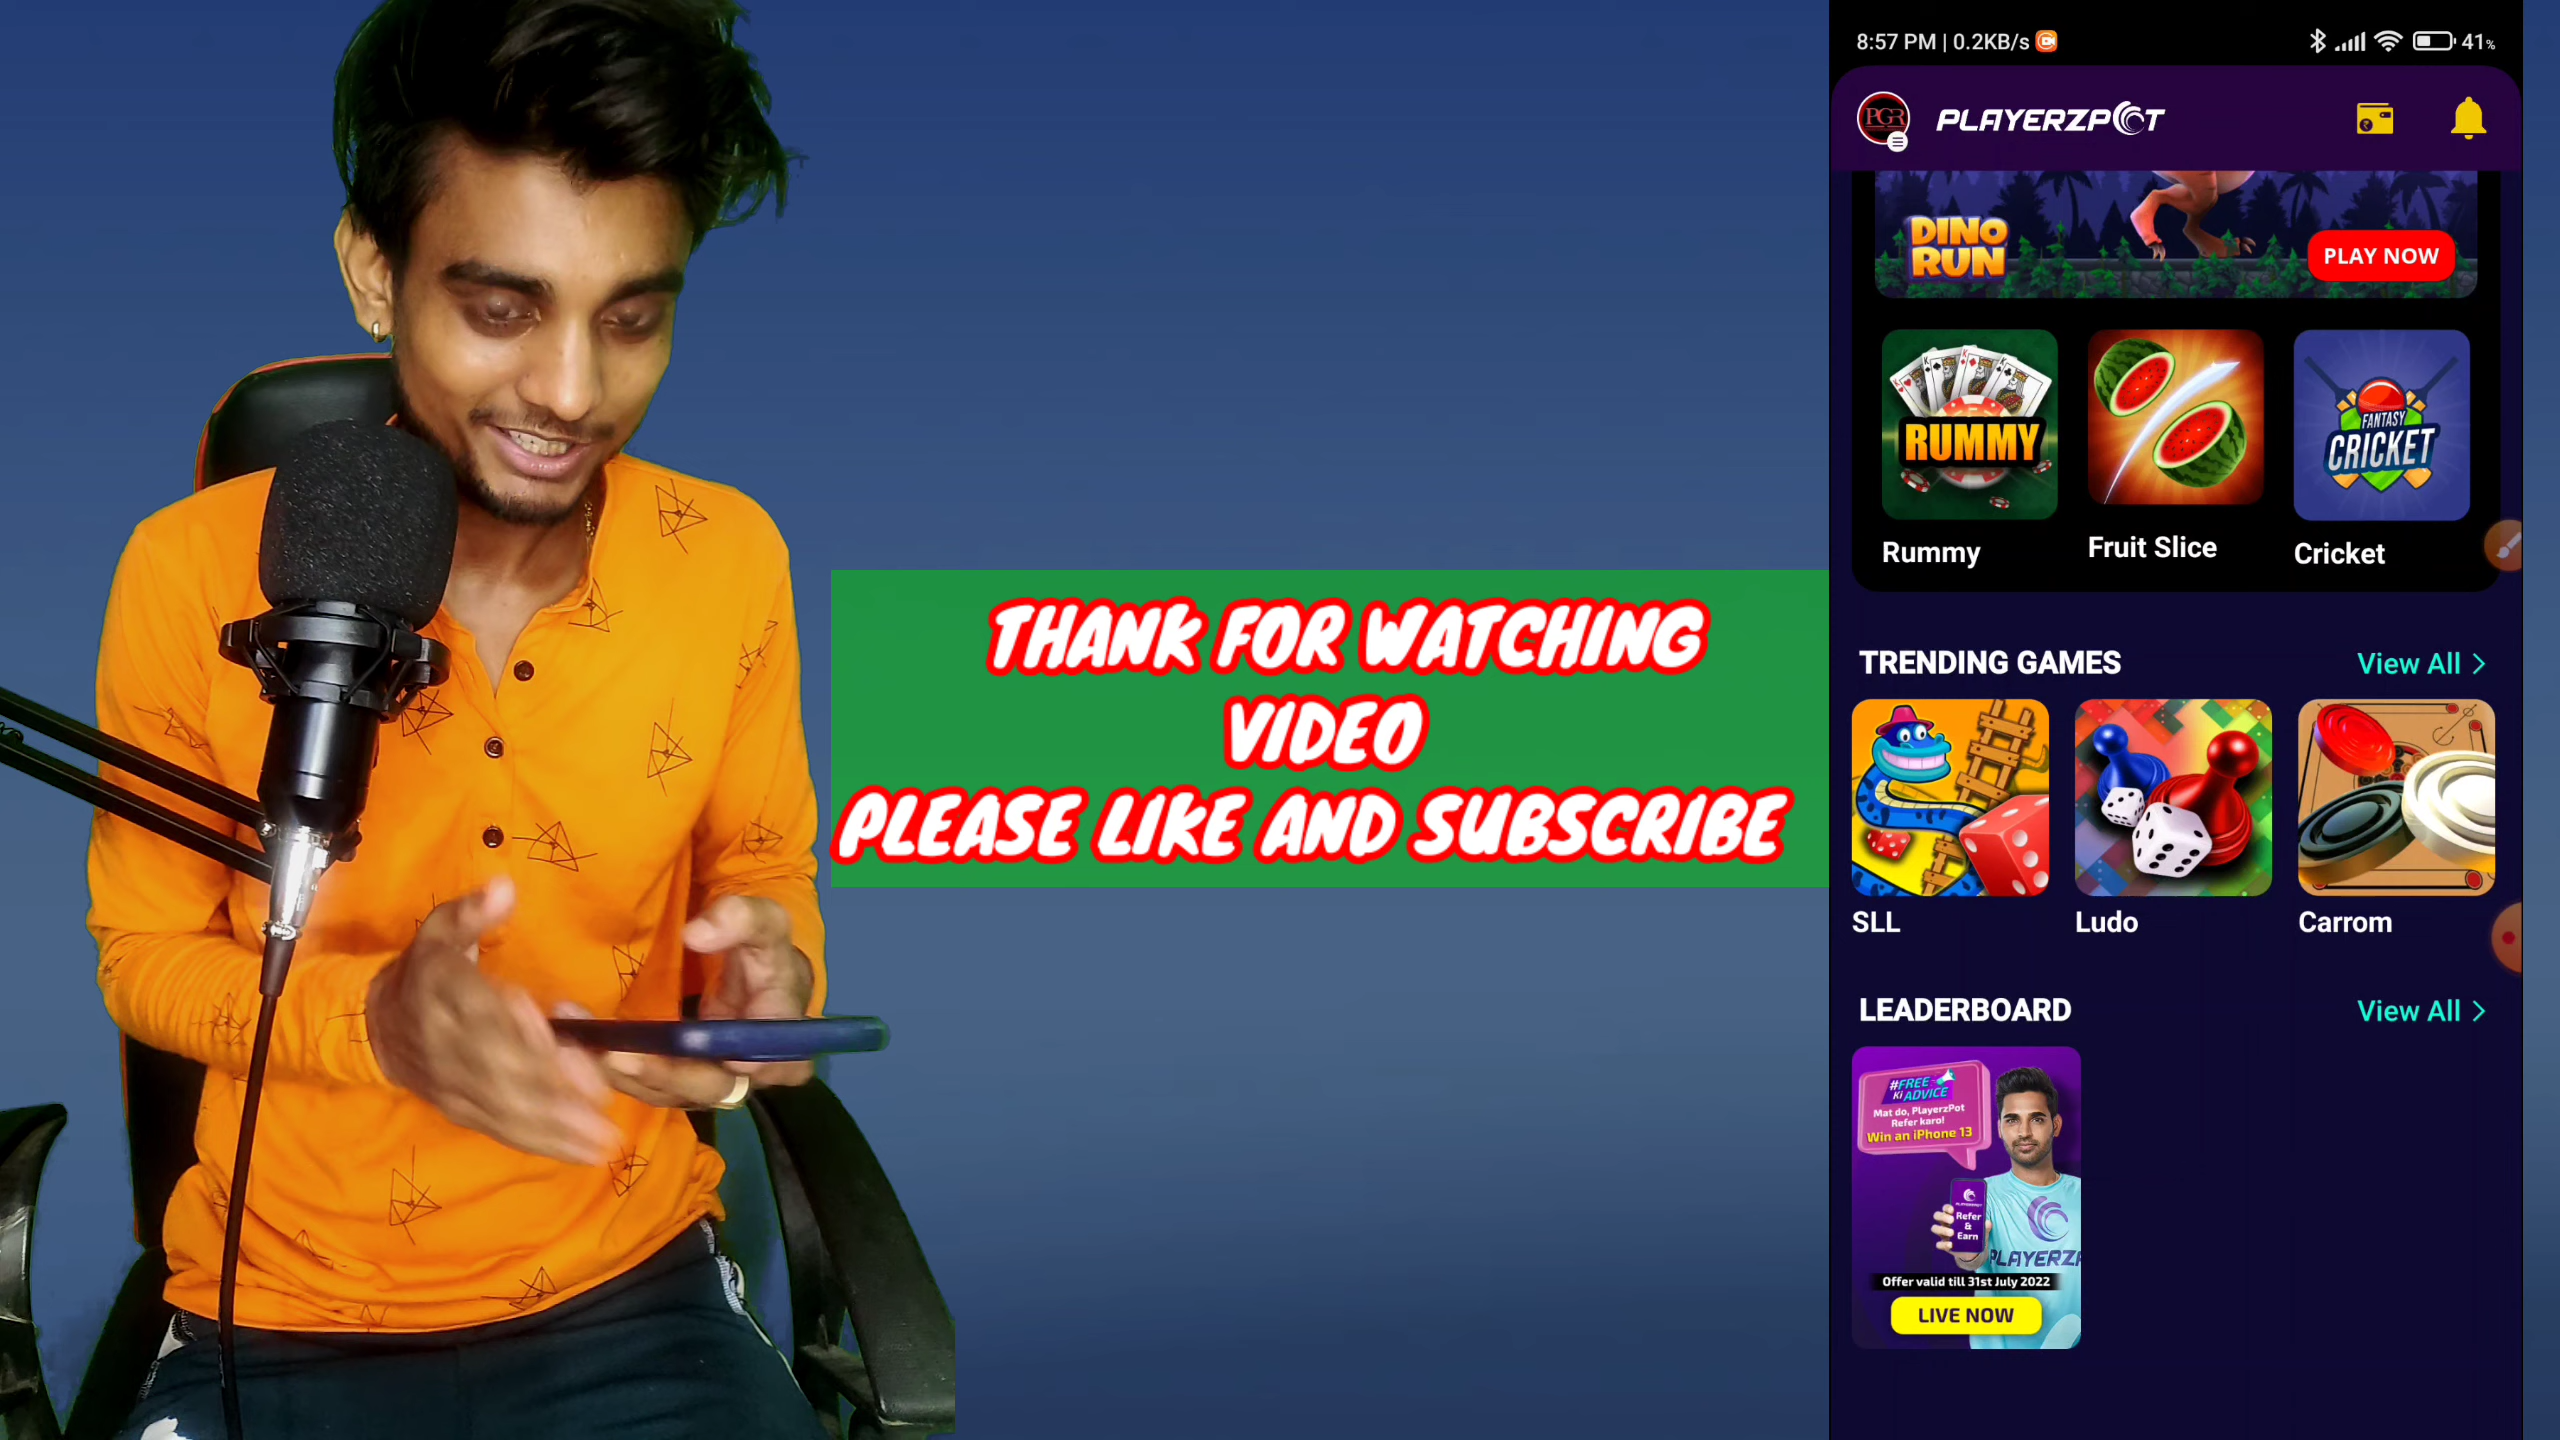 THANK FOR WATCHING
VIDEO
PLEASE LIKE AND SUBSCRIBE
8:57 PM | 0.2KB/s
41%
PGR
PLAYERZPOT
DINO
RUN
PLAY NOW
RUMMY
FANTASY
CRICKET
Rummy
Fruit Slice
Cricket
TRENDING GAMES
View All >
SLL
Ludo
Carrom
LEADERBOARD
View All >
#FREE
KI ADVICE
Mat do, PlayerzPot
Refer karo!
Win an iPhone 13
PLAYERZPOT
Refer
&
Earn
PLAYERZP
Offer valid till 31st July 2022
LIVE NOW